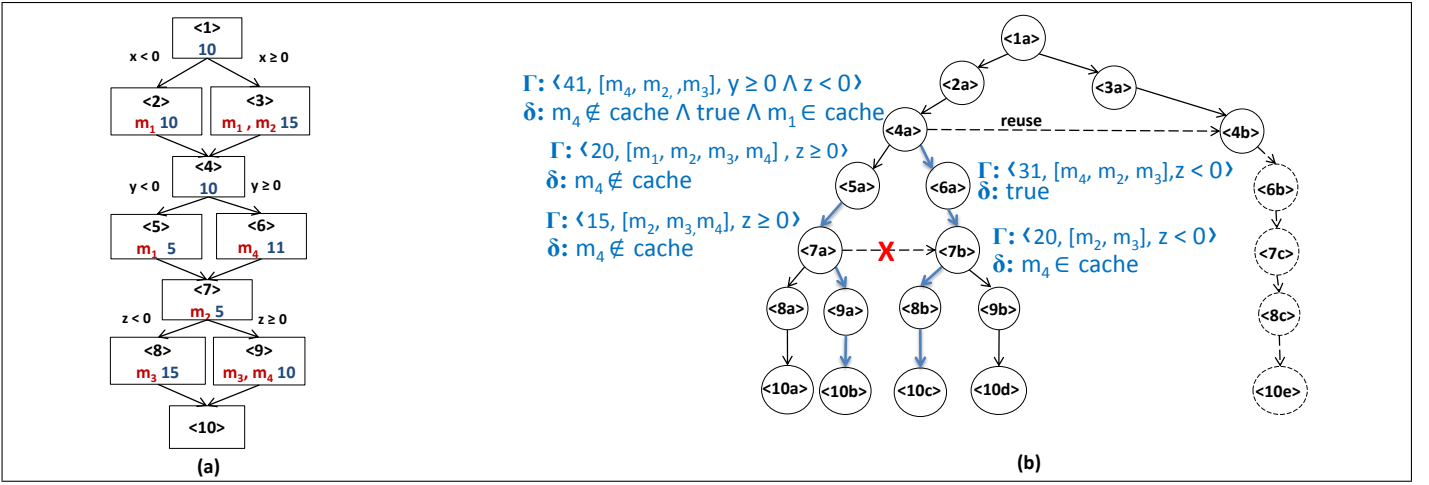 <1>
10
x < 0
x ≥ 0
<2>
m₁ 10
<3>
m₁ , m₂ 15
<4>
10
y < 0
y ≥ 0
<5>
m₁ 5
<6>
m₄ 11
<7>
m₂ 5
z < 0
z ≥ 0
<8>
m₃ 15
<9>
m₃, m₄ 10
<10>
(a)
<1a>
<2a>
<3a>
Γ: ⟨41, [m₄, m₂, ,m₃], y ≥ 0 Λ z < 0⟩
δ: m₄ ∉ cache Λ true Λ m₁ ∈ cache
<4a>
reuse
<4b>
Γ: ⟨20, [m₁, m₂, m₃, m₄] , z ≥ 0⟩
δ: m₄ ∉ cache
<5a>
<6a>
Γ: ⟨31, [m₄, m₂, m₃],z < 0⟩
δ: true
<6b>
Γ: ⟨15, [m₂, m₃,m₄], z ≥ 0⟩
δ: m₄ ∉ cache
<7a>
X
<7b>
Γ: ⟨20, [m₂, m₃], z < 0⟩
δ: m₄ ∈ cache
<7c>
<8a>
<9a>
<8b>
<9b>
<8c>
<10a>
<10b>
<10c>
<10d>
<10e>
(b)